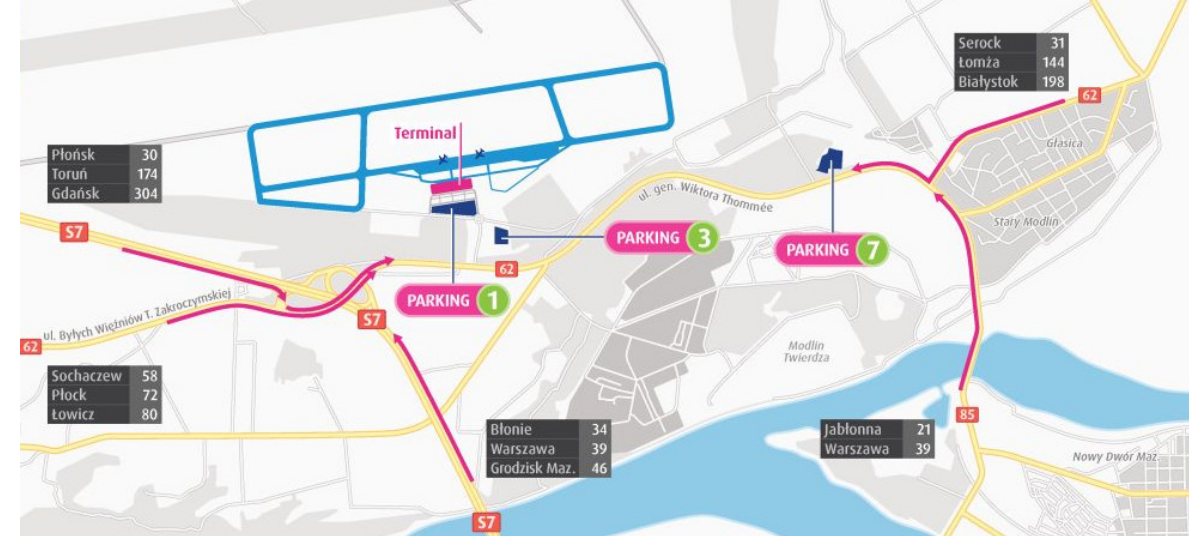 Serock 31
Łomża 144
Białystok 198
62
Głasica
Terminal
Płońsk 30
Toruń 174
Gdańsk 304
ul. gen. Wiktora Thommée
Stary Modlin
S7
PARKING 3
PARKING 7
62
PARKING 1
ul. Byłych Więźniów T. Zakroczymskiej
S7
62
Modlin
Twierdza
Sochaczew 58
Płock 72
Łowicz 80
85
Błonie 34
Warszawa 39
Grodzisk Maz. 46
Jabłonna 21
Warszawa 39
Nowy Dwór Maz.
S7